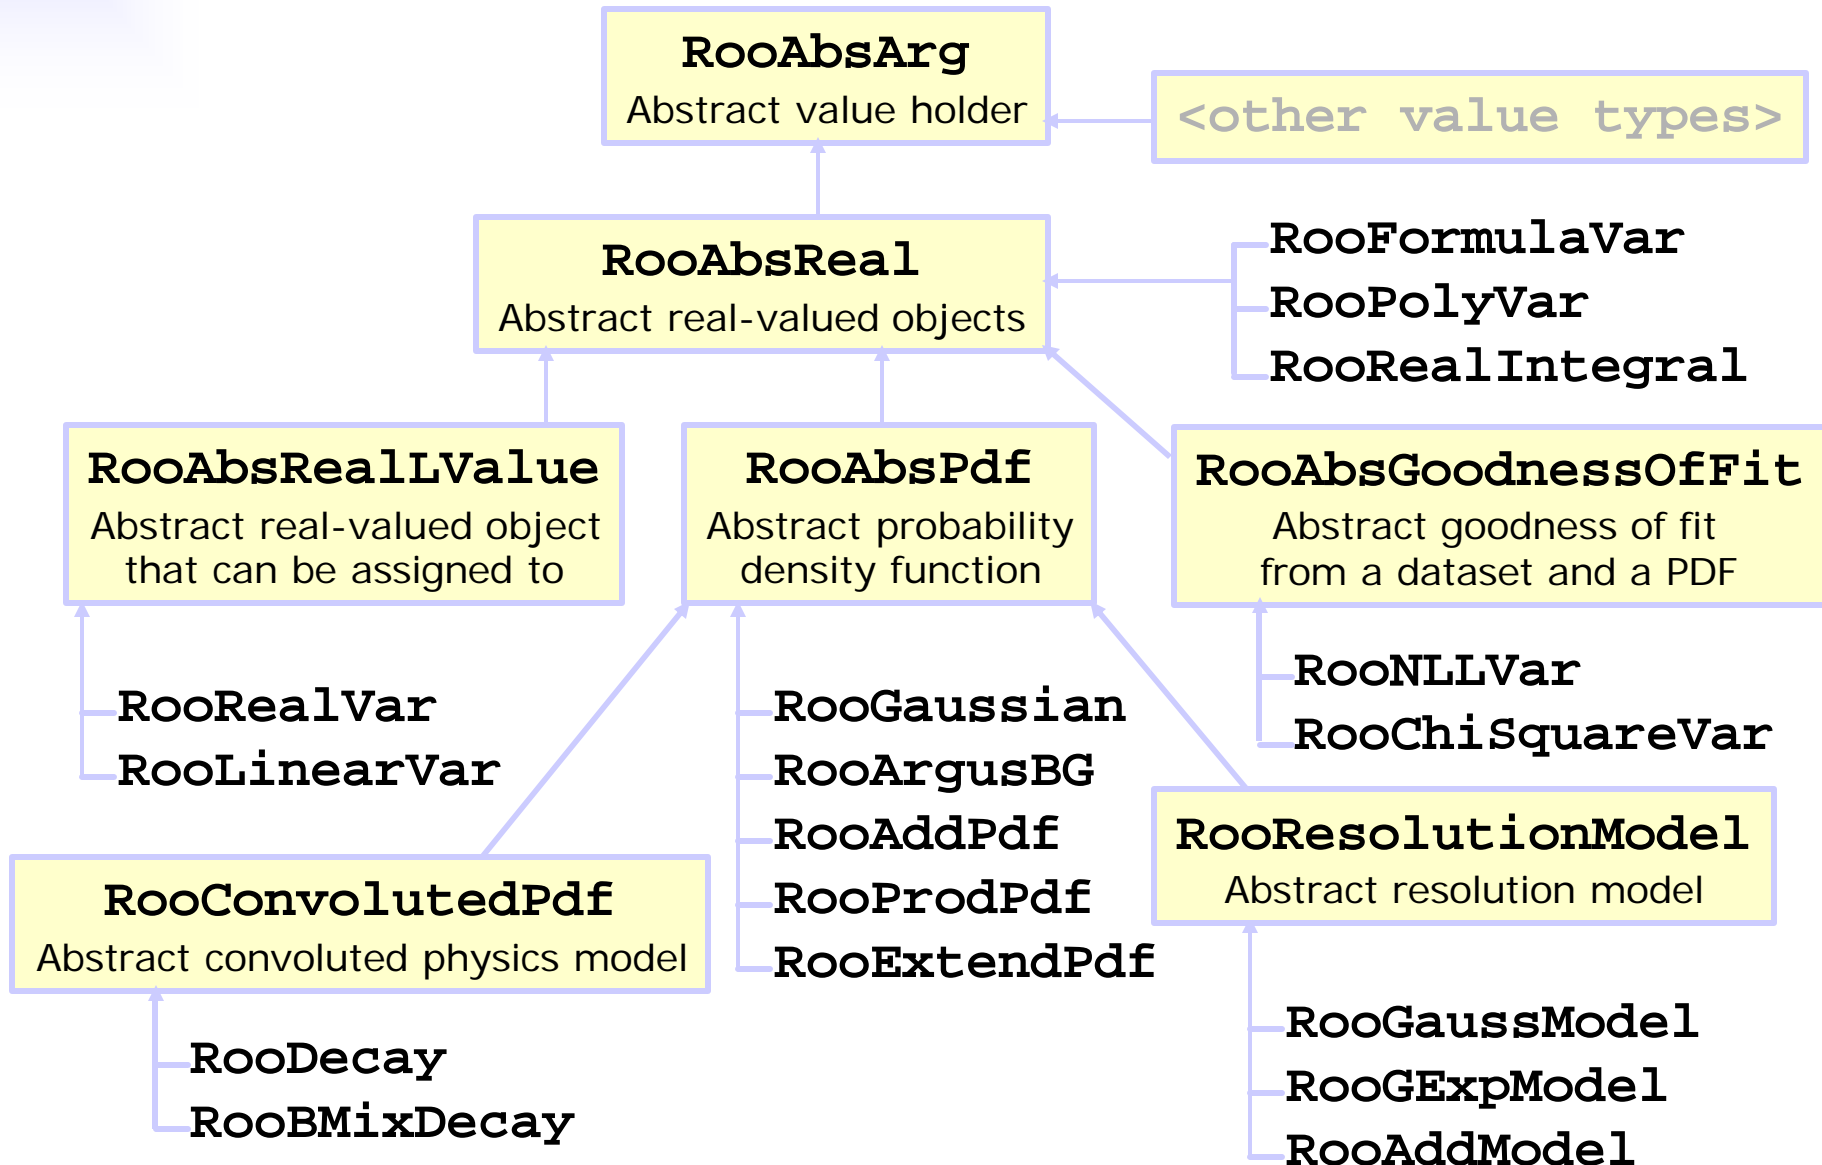 RooAbsArg
Abstract value holder
<other value types>
RooAbsReal
Abstract real-valued objects
RooFormulaVar
RooPolyVar
RooRealIntegral
RooAbsRealLValue
Abstract real-valued object
that can be assigned to
RooAbsPdf
Abstract probability
density function
RooAbsGoodnessOfFit
Abstract goodness of fit
from a dataset and a PDF
RooRealVar
RooLinearVar
RooGaussian
RooArgusBG
RooAddPdf
RooProdPdf
RooExtendPdf
RooNLLVar
RooChiSquareVar
RooConvolutedPdf
Abstract convoluted physics model
RooDecay
RooBMixDecay
RooResolutionModel
Abstract resolution model
RooGaussModel
RooGExpModel
RooAddModel